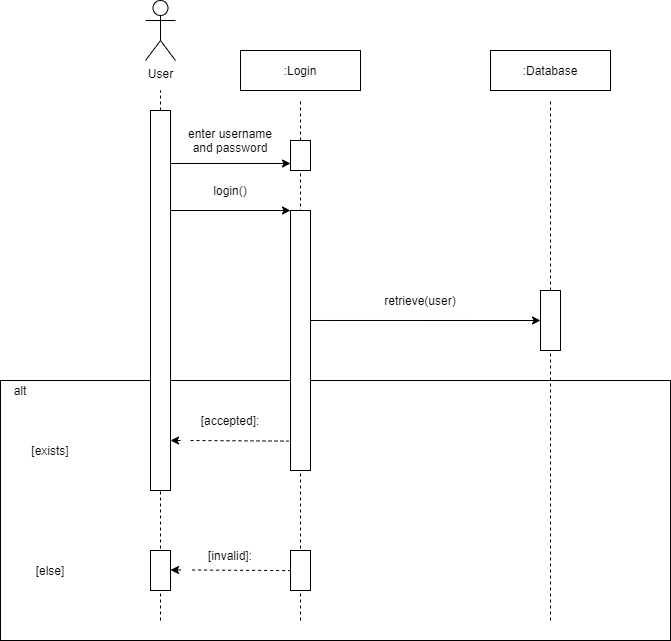 User
:Login
:Database
enter username
and password
login()
retrieve(user)
alt
[accepted]:
[exists]
[invalid]:
[else]